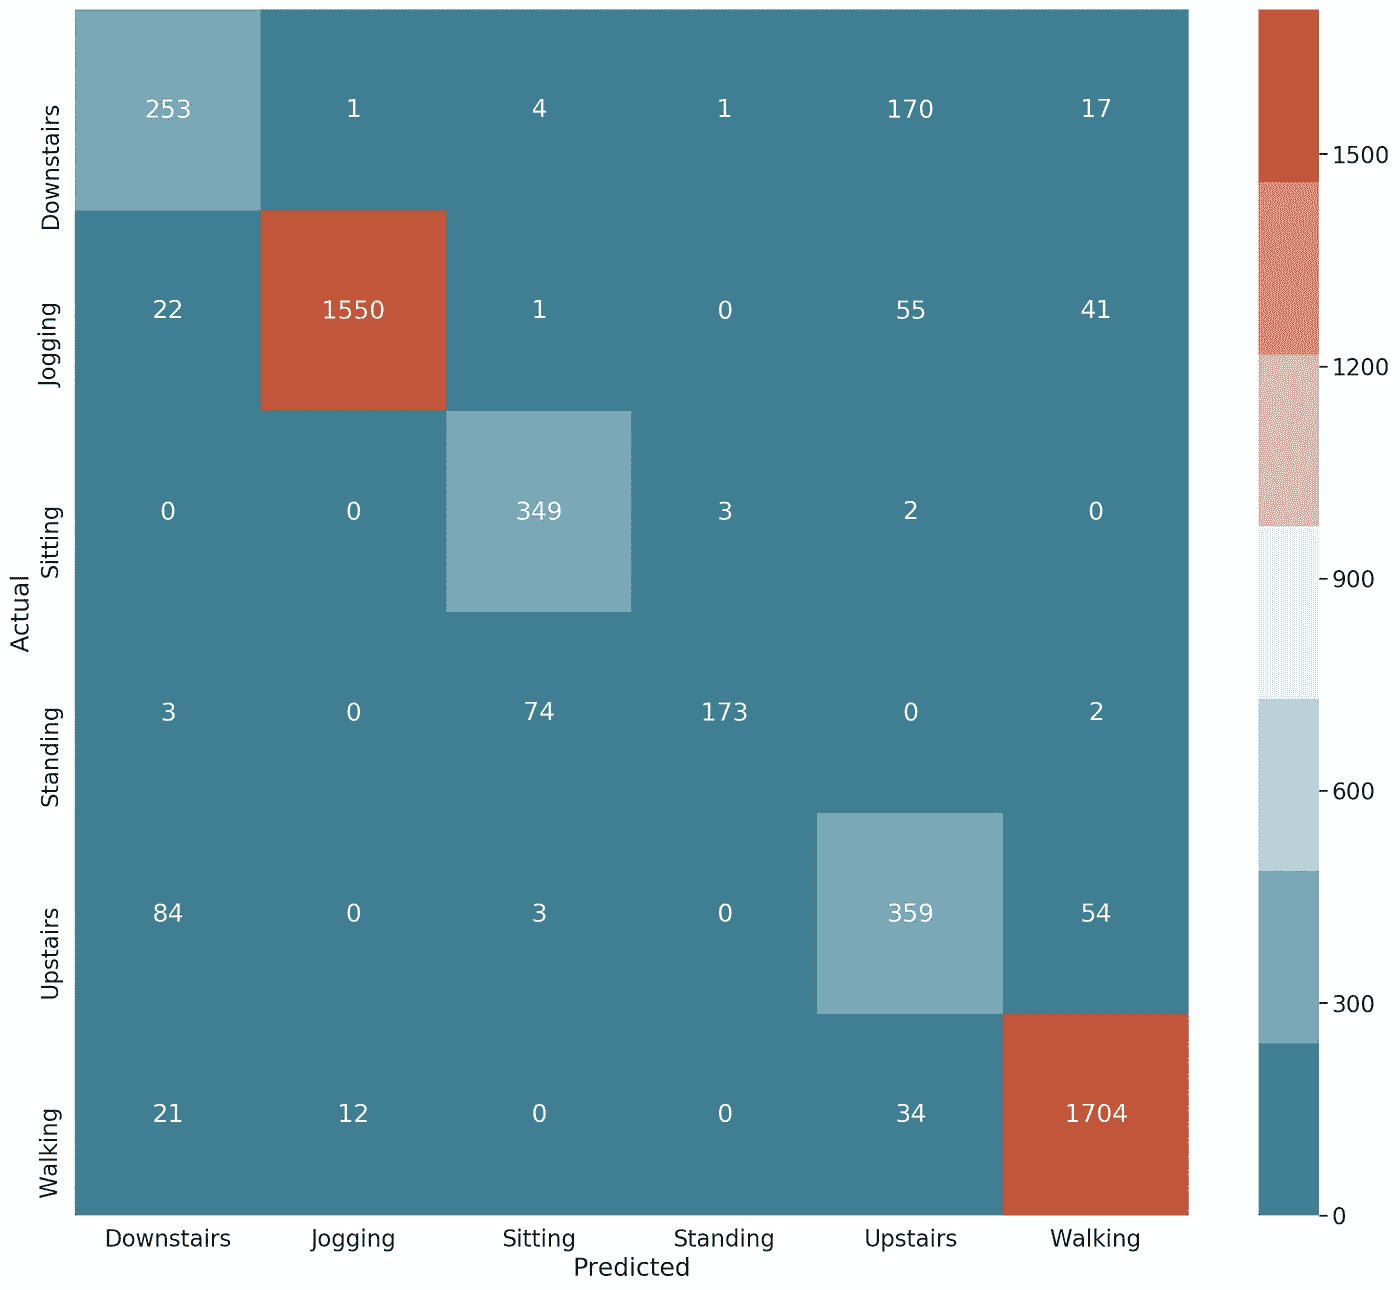 Actual
Downstairs 253 1 4 1 170 17
Jogging 22 1550 1 0 55 41
Sitting 0 0 349 3 2 0
Standing 3 0 74 173 0 2
Upstairs 84 0 3 0 359 54
Walking 21 12 0 0 34 1704
Downstairs Jogging Sitting Standing Upstairs Walking
Predicted
1500
1200
900
600
300
0